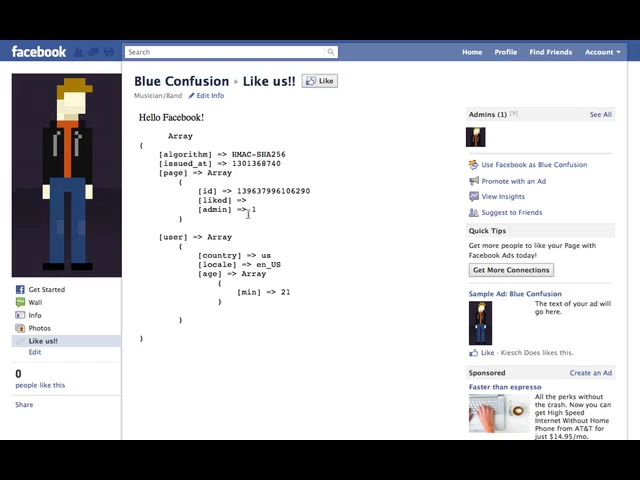 facebook
Search
Home Profile Find Friends Account
Blue Confusion ▸ Like us!! Like
Musician/Band Edit Info
Hello Facebook!
Array
(
[algorithm] => HMAC-SHA256
[issued_at] => 1301368740
[page] => Array
(
[id] => 139637996106290
[liked] =>
[admin] => 1
)
[user] => Array
(
[country] => us
[locale] => en_US
[age] => Array
(
[min] => 21
)
)
)
Get Started
Wall
Info
Photos
Like us!!
Edit
0
people like this
Share
Admins (1) [?] See All
Use Facebook as Blue Confusion
Promote with an Ad
View Insights
Suggest to Friends
Quick Tips
Get more people to like your Page with
Facebook Ads today!
Get More Connections
Sample Ad: Blue Confusion
The text of your ad will
go here.
Like · Kiesch Does likes this.
Sponsored Create an Ad
Faster than espresso
All the perks without
the crash. Now you can
get High Speed
Internet Without Home
Phone from AT&T for
just $14.95/mo.